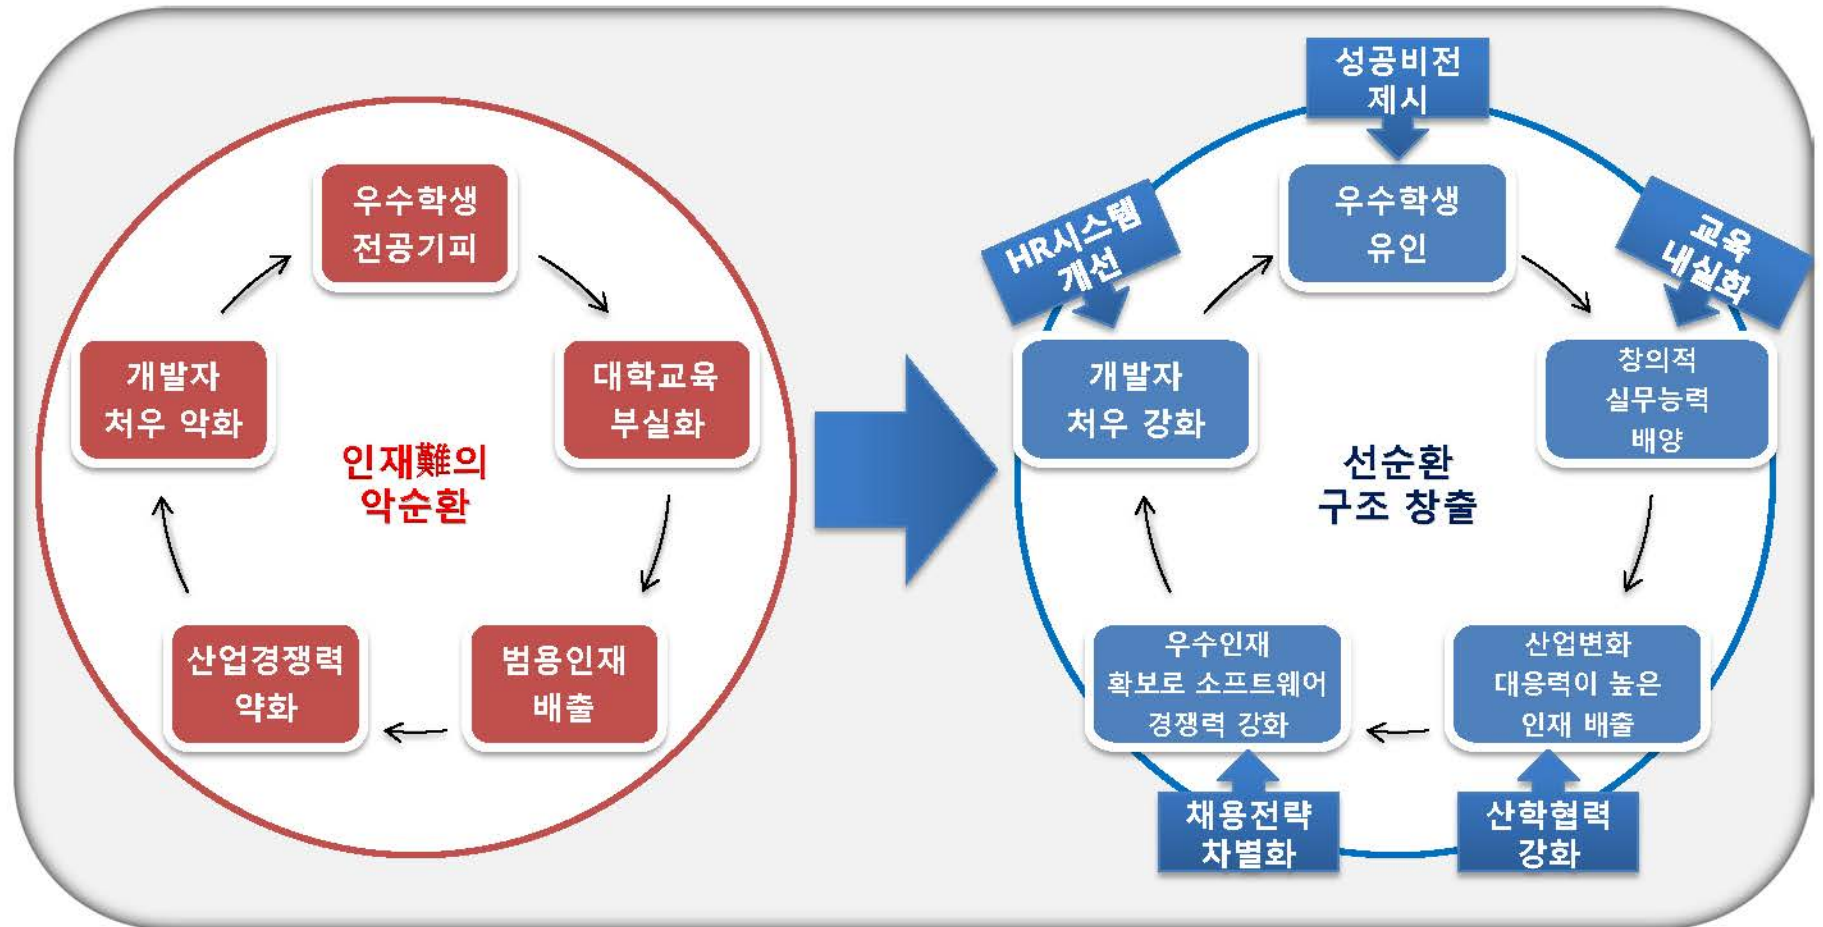 우수학생
전공기피
대학교육
부실화
범용인재
배출
산업경쟁력
약화
개발자
처우 악화
인재難의
악순환
성공비전
제시
우수학생
유인
교육
내실화
창의적
실무능력
배양
산업변화
대응력이 높은
인재 배출
산학협력
강화
우수인재
확보로 소프트웨어
경쟁력 강화
채용전략
차별화
개발자
처우 강화
HR시스템
개선
선순환
구조 창출